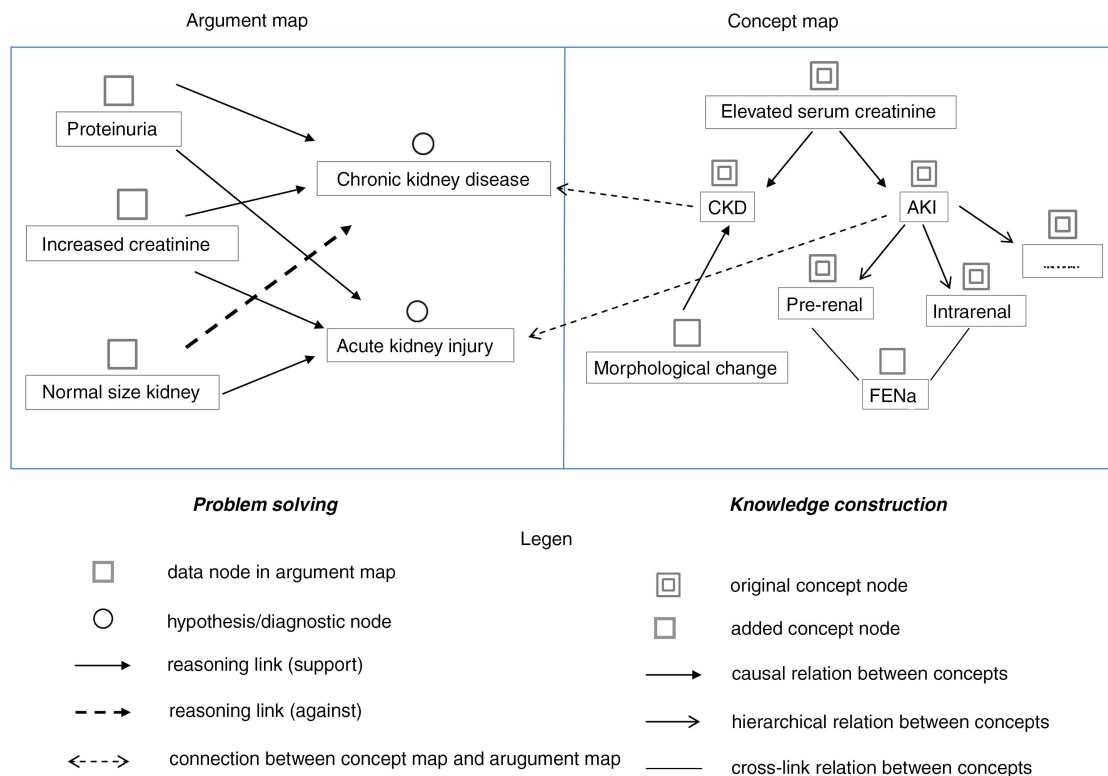 Argument map
Concept map
Proteinuria
Increased creatinine
Normal size kidney
Chronic kidney disease
Acute kidney injury
Elevated serum creatinine
CKD
AKI
.......
Pre-renal
Intrarenal
Morphological change
FENa
Problem solving
Knowledge construction
Legen
data node in argument map
hypothesis/diagnostic node
reasoning link (support)
reasoning link (against)
connection between concept map and arugument map
original concept node
added concept node
causal relation between concepts
hierarchical relation between concepts
cross-link relation between concepts